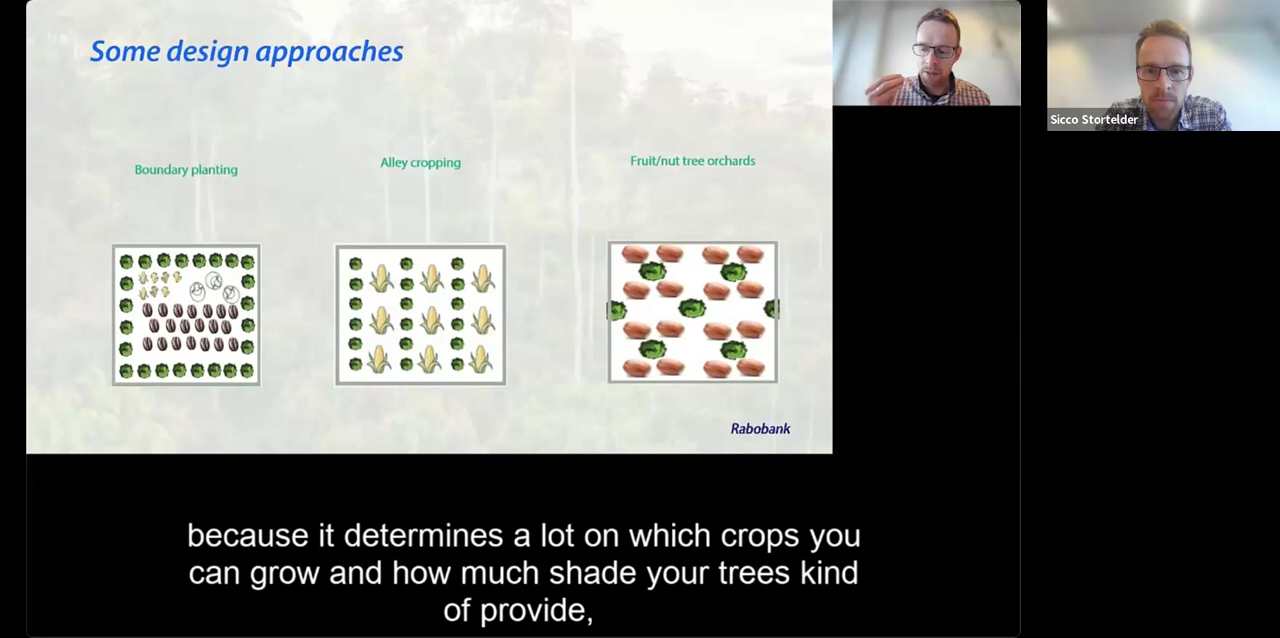 Some design approaches
Boundary planting
Alley cropping
Fruit/nut tree orchards
Rabobank
Sicco Stortelder
because it determines a lot on which crops you
can grow and how much shade your trees kind
of provide,